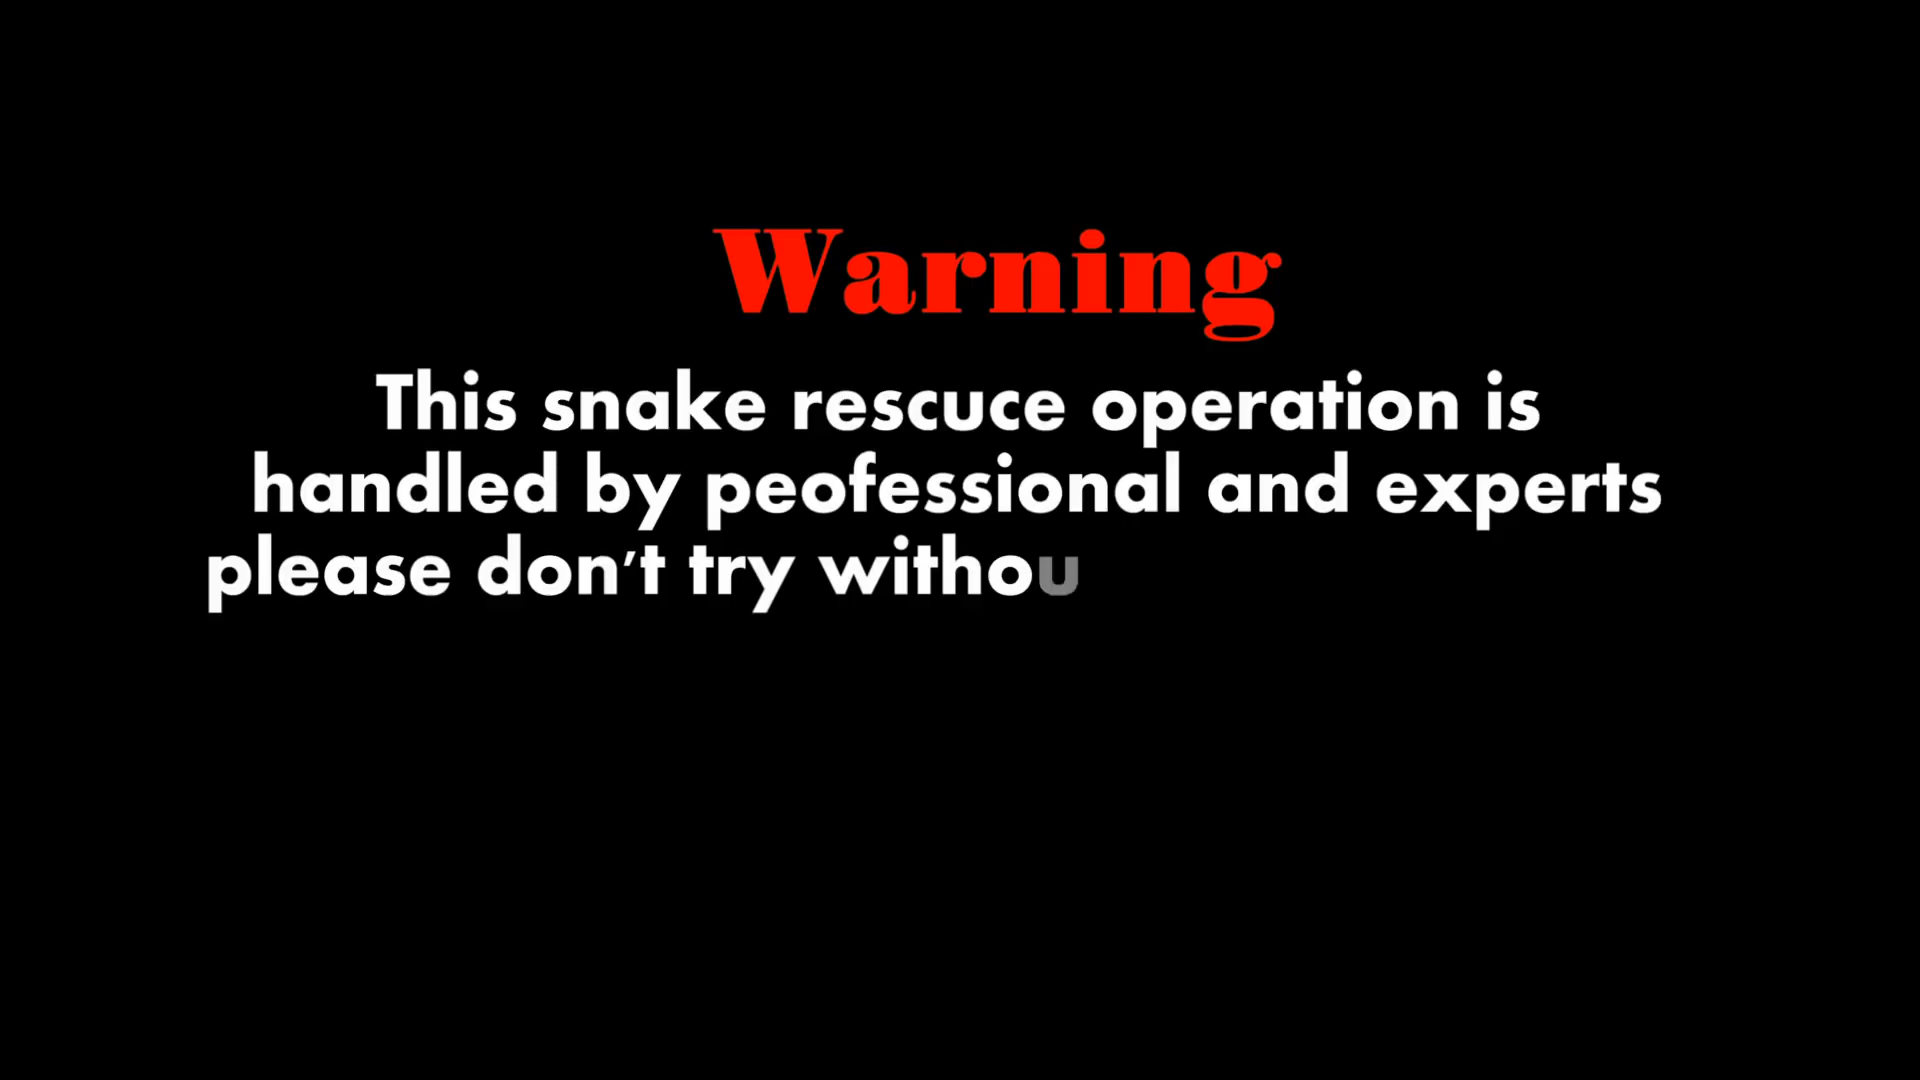 Warning
This snake rescuce operation is
handled by peofessional and experts
please don't try withou